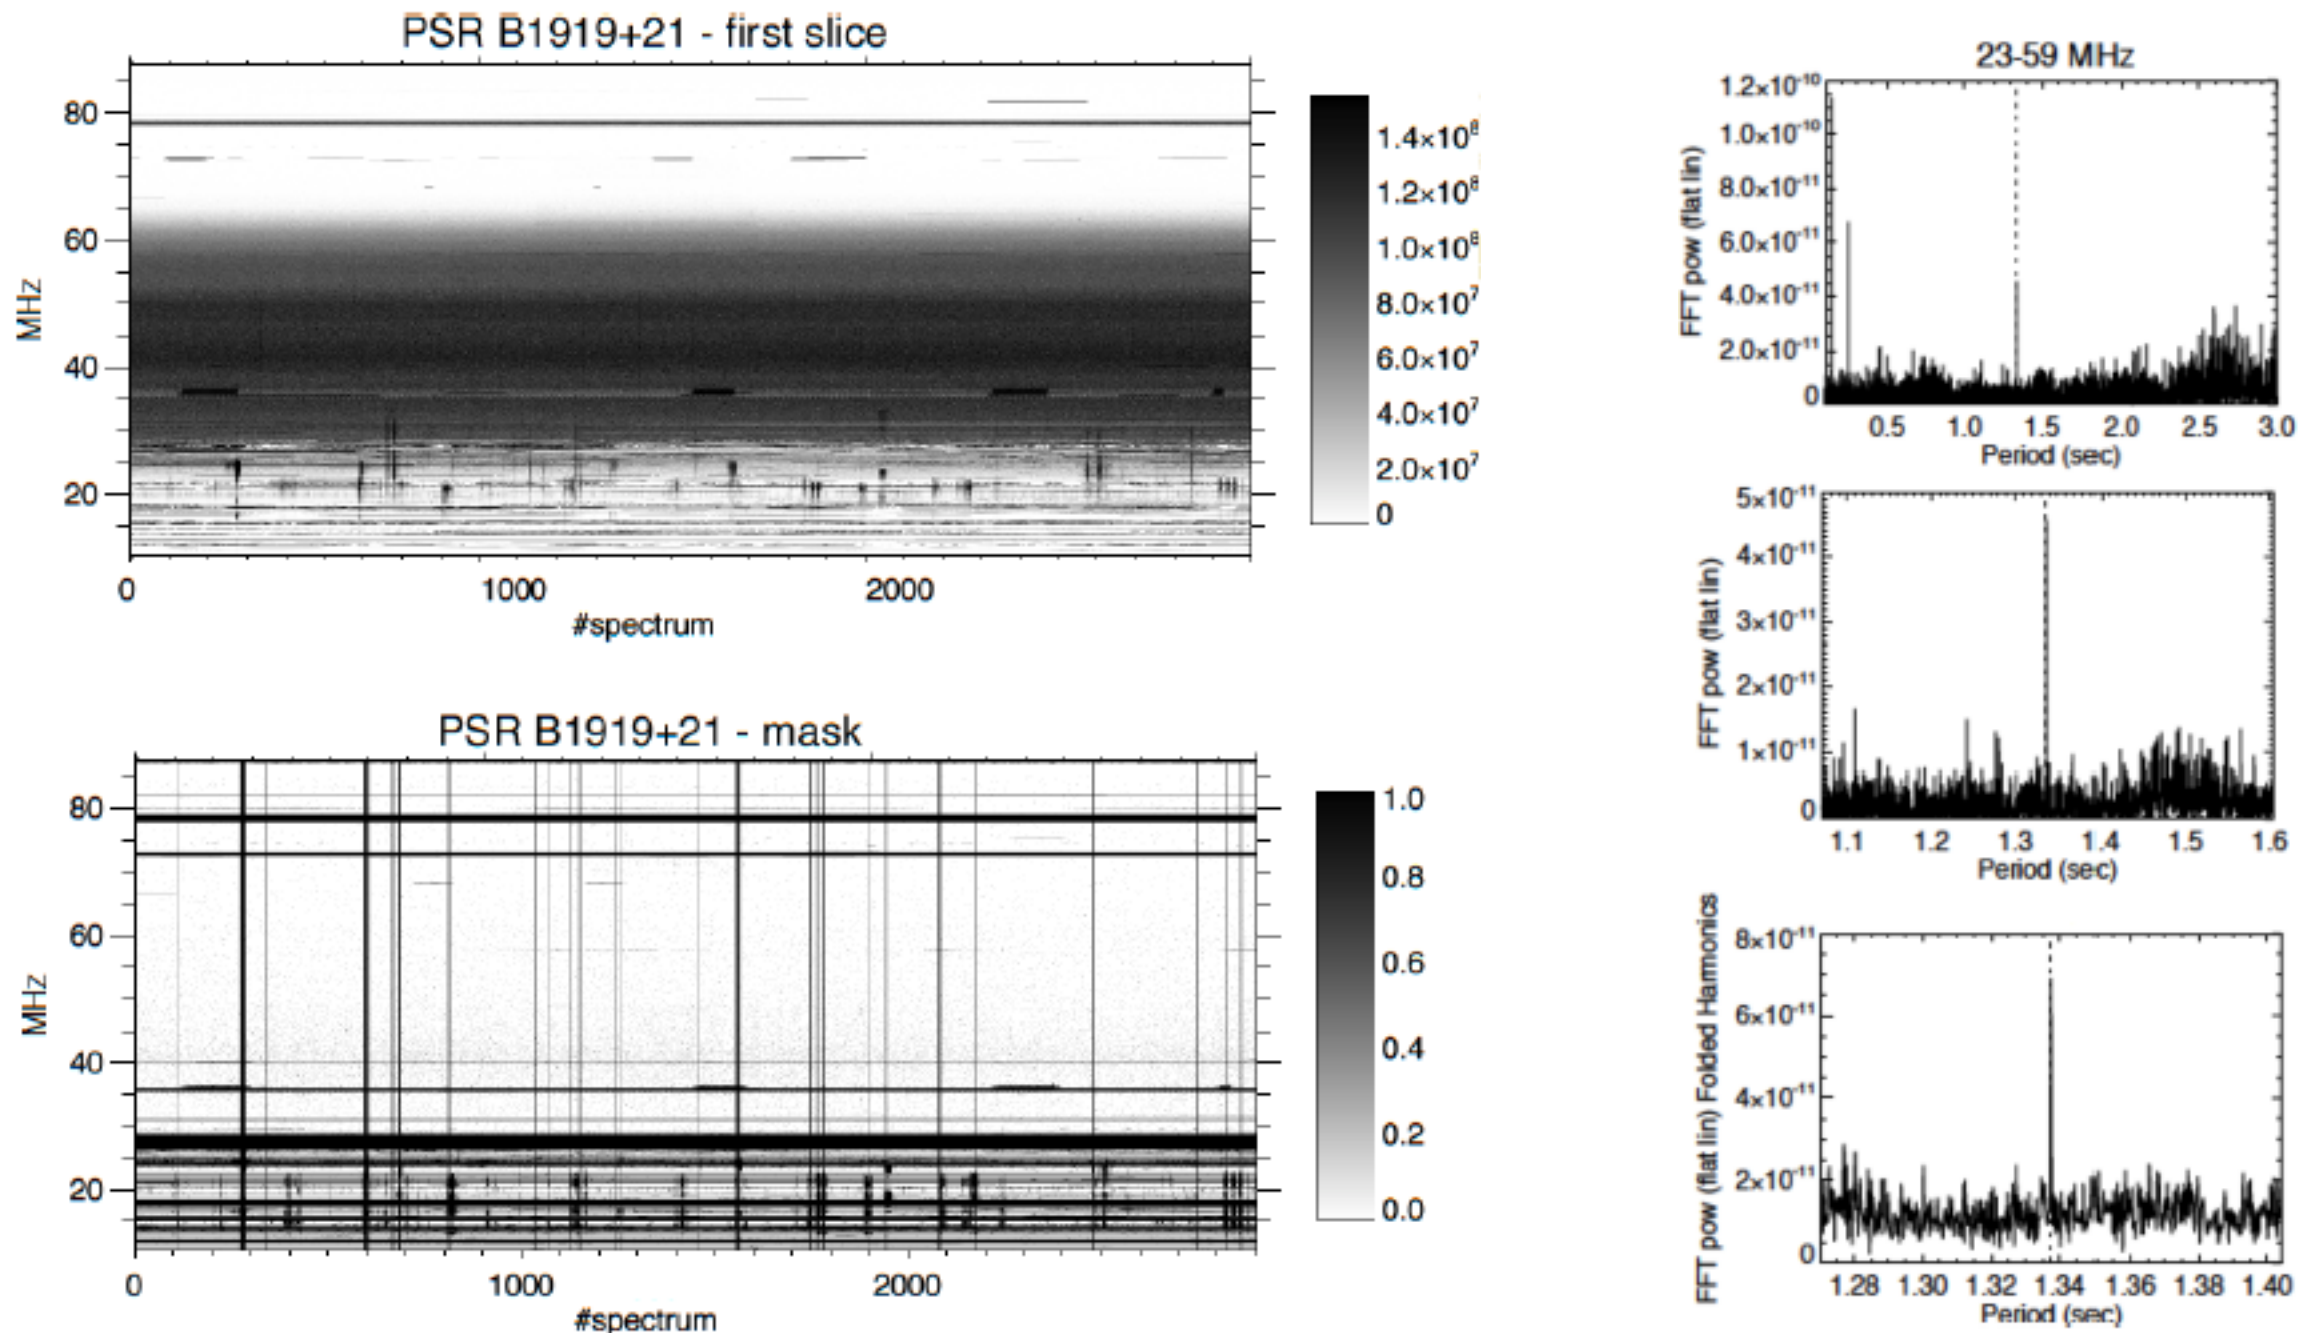 PSR B1919+21 - first slice
80
60
40
20
MHz
0
1000
2000
#spectrum
1.4×10⁸
1.2×10⁸
1.0×10⁸
8.0×10⁷
6.0×10⁷
4.0×10⁷
2.0×10⁷
0
PSR B1919+21 - mask
80
60
40
20
MHz
0
1000
2000
#spectrum
1.0
0.8
0.6
0.4
0.2
0.0
23-59 MHz
1.2×10⁻¹⁰
1.0×10⁻¹⁰
8.0×10⁻¹¹
6.0×10⁻¹¹
4.0×10⁻¹¹
2.0×10⁻¹¹
0
FFT pow (flat lin)
0.5 1.0 1.5 2.0 2.5 3.0
Period (sec)
5×10⁻¹¹
4×10⁻¹¹
3×10⁻¹¹
2×10⁻¹¹
1×10⁻¹¹
0
FFT pow (flat lin)
1.1 1.2 1.3 1.4 1.5 1.6
Period (sec)
8×10⁻¹¹
6×10⁻¹¹
4×10⁻¹¹
2×10⁻¹¹
0
FFT pow (flat lin) Folded Harmonics
1.28 1.30 1.32 1.34 1.36 1.38 1.40
Period (sec)